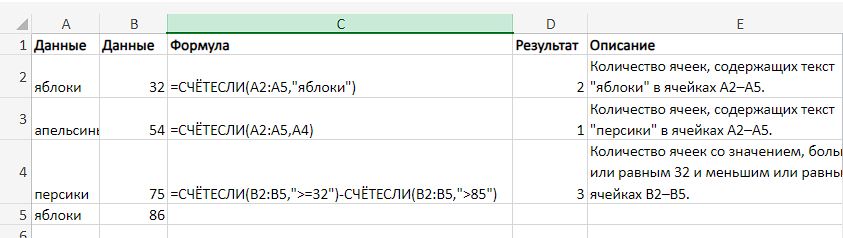 A B C D E
1 Данные Данные Формула Результат Описание
Количество ячеек, содержащих текст
2 яблоки 32 =СЧЁТЕСЛИ(A2:A5,"яблоки") 2 "яблоки" в ячейках A2–A5.
Количество ячеек, содержащих текст
3 апельсины 54 =СЧЁТЕСЛИ(A2:A5,A4) 1 "персики" в ячейках A2–A5.
Количество ячеек со значением, боль
4 или равным 32 и меньшим или равны
персики 75 =СЧЁТЕСЛИ(B2:B5,">=32")-СЧЁТЕСЛИ(B2:B5,">85") 3 ячейках B2–B5.
5 яблоки 86
6